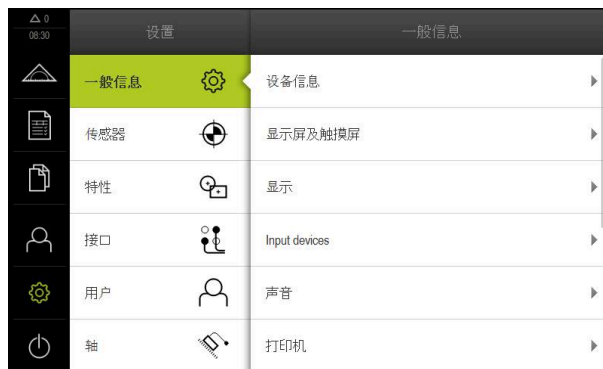 0
08:30
设置
一般信息
一般信息
传感器
特性
接口
用户
轴
设备信息
显示屏及触摸屏
显示
Input devices
声音
打印机